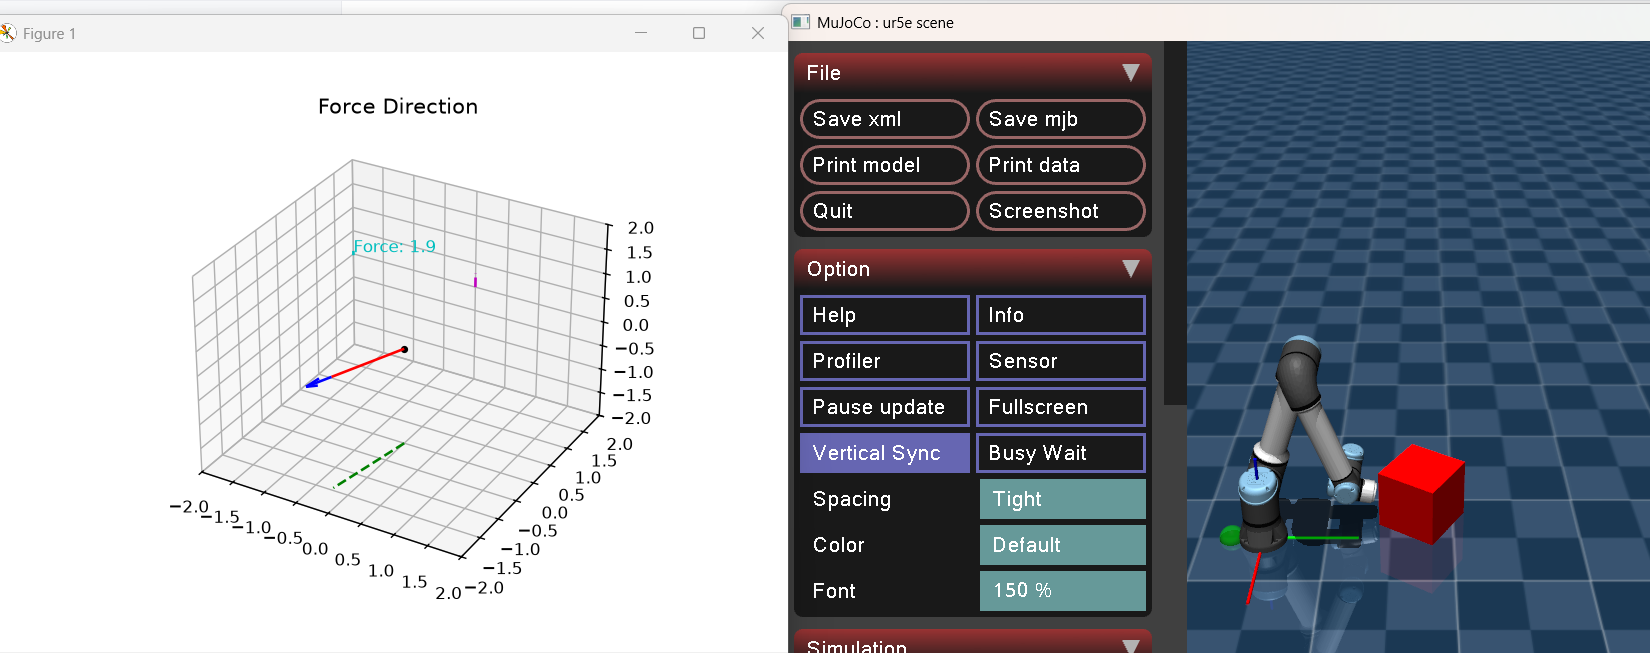 Figure 1
Force Direction
Force: 1.9
2.0
1.5
1.0
0.5
0.0
−0.5
−1.0
−1.5
−2.0
2.0
1.5
1.0
0.5
0.0
−0.5
−1.0
−1.5
−2.0
−2.0
−1.5
−1.0
−0.5
0.0
0.5
1.0
1.5
2.0
MuJoCo : ur5e scene
File
Save xml
Save mjb
Print model
Print data
Quit
Screenshot
Option
Help
Info
Profiler
Sensor
Pause update
Fullscreen
Vertical Sync
Busy Wait
Spacing
Tight
Color
Default
Font
150 %
Simulation